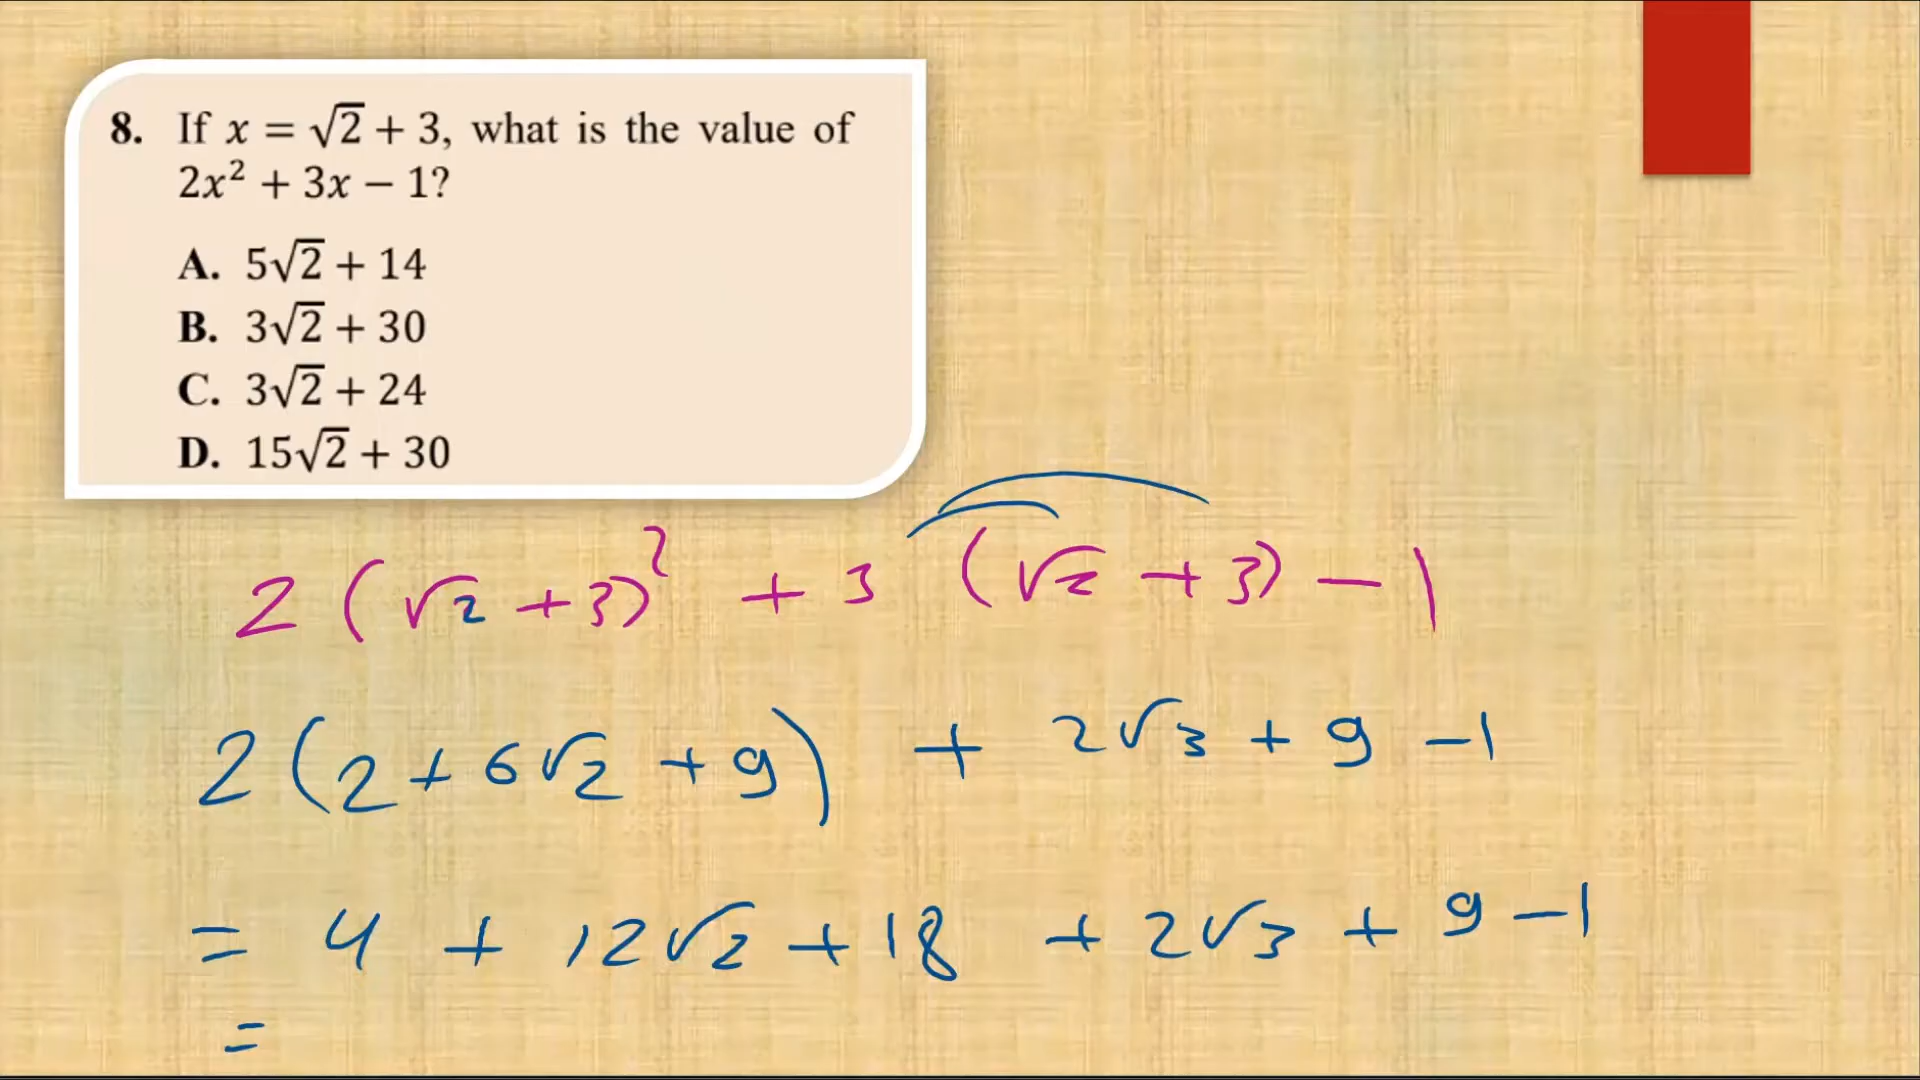 8. If x = √2 + 3, what is the value of
2x² + 3x − 1?
A. 5√2 + 14
B. 3√2 + 30
C. 3√2 + 24
D. 15√2 + 30
2 (√2 + 3)² + 3 (√2 + 3) − 1
2 (2 + 6√2 + 9) + 2√3 + 9 − 1
= 4 + 12√2 + 18 + 2√3 + 9 − 1
=